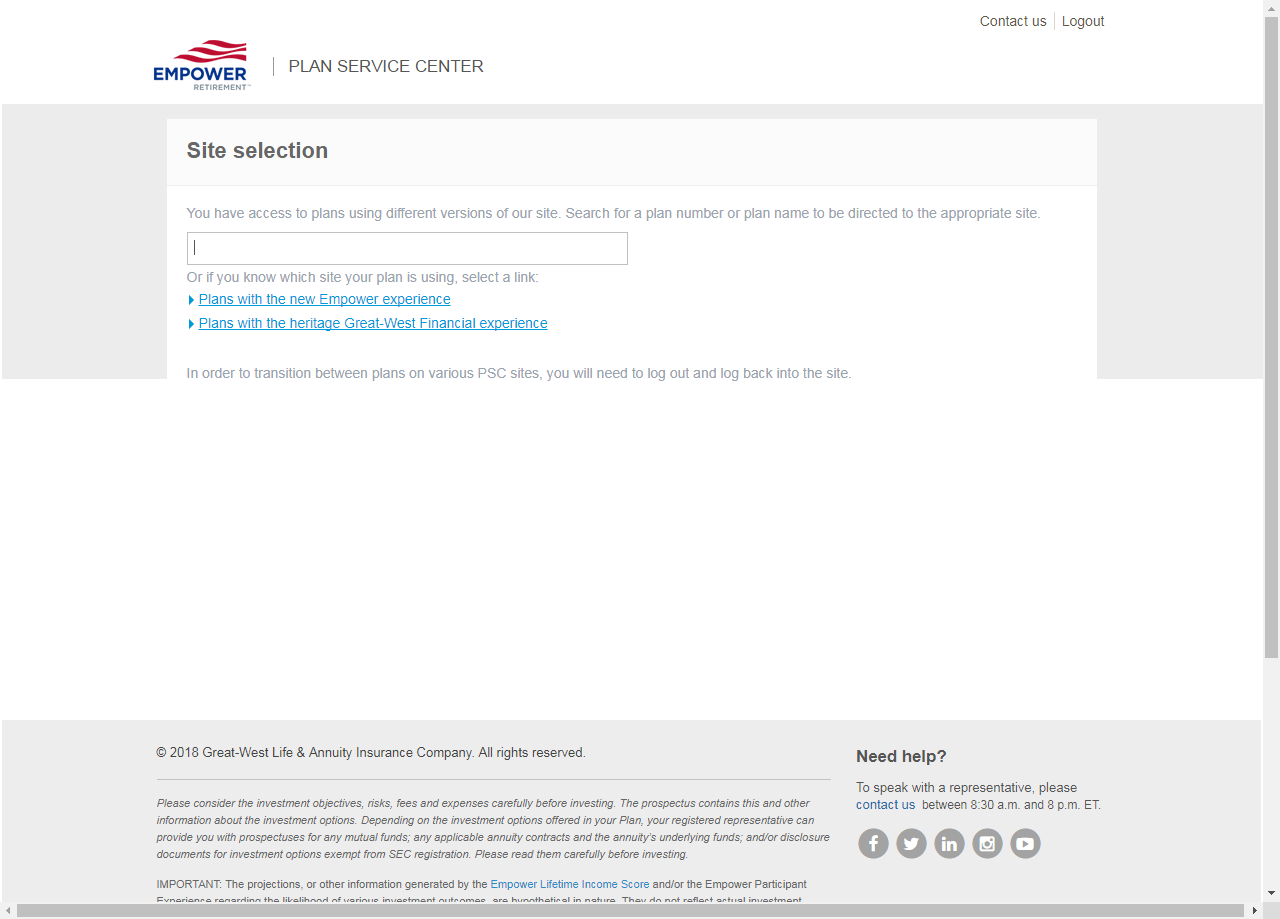 Contact us
Logout
EMPOWER
RETIREMENT™
PLAN SERVICE CENTER
Site selection
You have access to plans using different versions of our site. Search for a plan number or plan name to be directed to the appropriate site.
Or if you know which site your plan is using, select a link:
Plans with the new Empower experience
Plans with the heritage Great-West Financial experience
In order to transition between plans on various PSC sites, you will need to log out and log back into the site.
© 2018 Great-West Life & Annuity Insurance Company. All rights reserved.
Please consider the investment objectives, risks, fees and expenses carefully before investing. The prospectus contains this and other
information about the investment options. Depending on the investment options offered in your Plan, your registered representative can
provide you with prospectuses for any mutual funds; any applicable annuity contracts and the annuity's underlying funds; and/or disclosure
documents for investment options exempt from SEC registration. Please read them carefully before investing.
IMPORTANT: The projections, or other information generated by the Empower Lifetime Income Score and/or the Empower Participant
Experience regarding the likelihood of various investment outcomes, are hypothetical in nature. They do not reflect actual investment
Need help?
To speak with a representative, please
contact us between 8:30 a.m. and 8 p.m. ET.